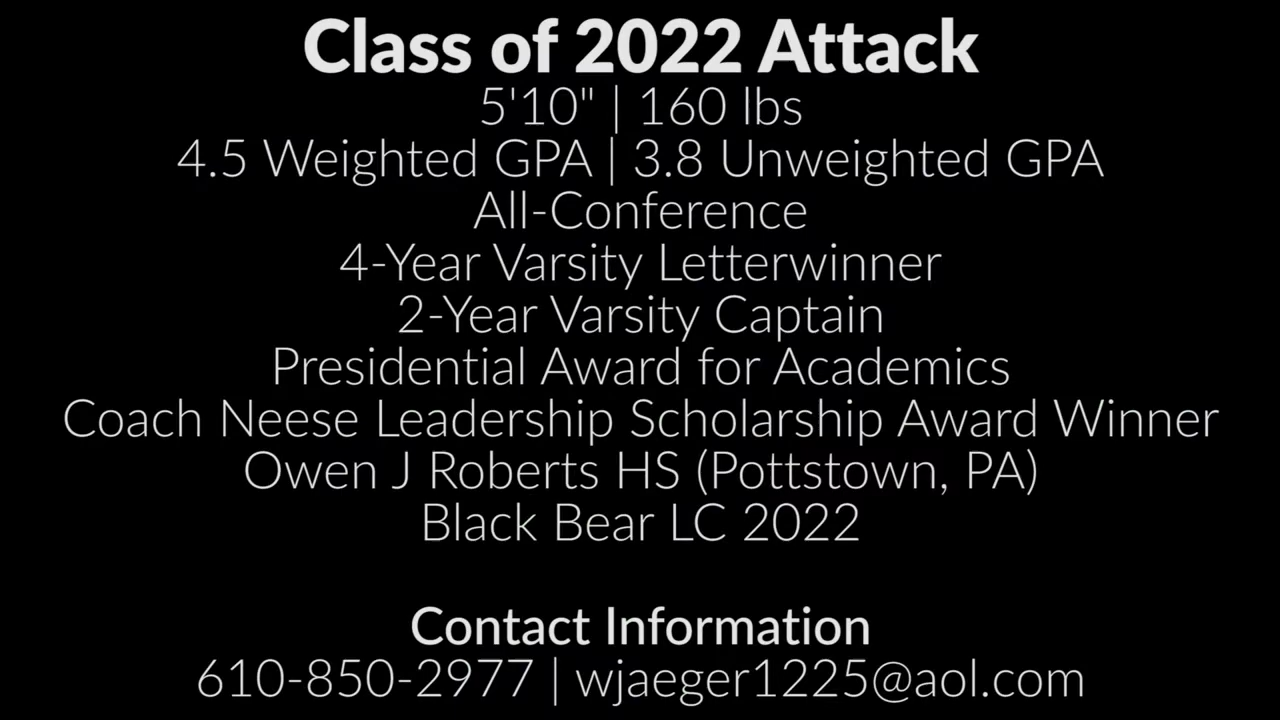 Class of 2022 Attack
5'10" | 160 lbs
4.5 Weighted GPA | 3.8 Unweighted GPA
All-Conference
4-Year Varsity Letterwinner
2-Year Varsity Captain
Presidential Award for Academics
Coach Neese Leadership Scholarship Award Winner
Owen J Roberts HS (Pottstown, PA)
Black Bear LC 2022
Contact Information
610-850-2977 | wjaeger1225@aol.com